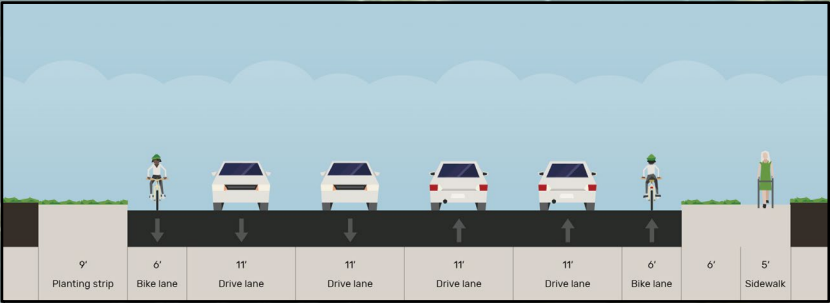 9' 6' 11' 11' 11' 11' 6' 6' 5'
Planting strip Bike lane Drive lane Drive lane Drive lane Drive lane Bike lane Sidewalk